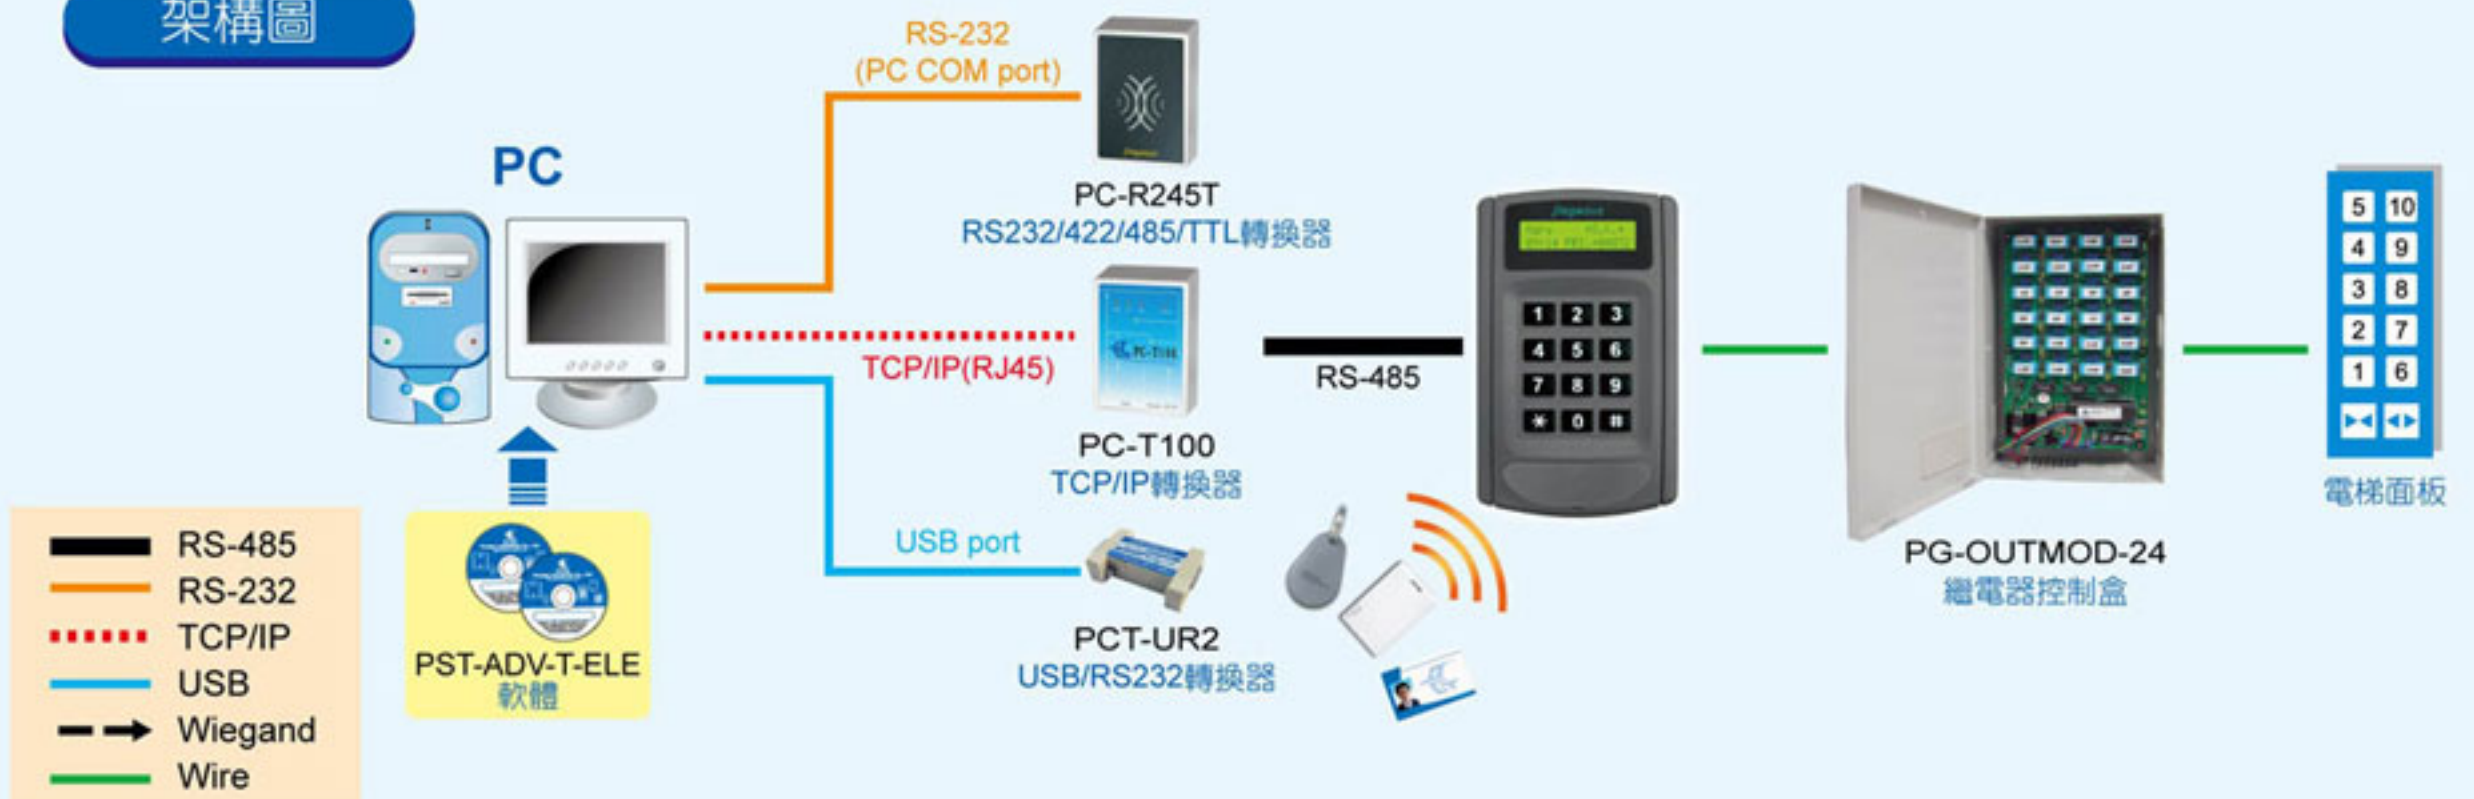 架構圖
RS-232
(PC COM port)
PC
PC-R245T
RS232/422/485/TTL轉換器
TCP/IP(RJ45)
PC-T100
PC-T100
TCP/IP轉換器
USB port
PCT-UR2
USB/RS232轉換器
RS-485
1 2 3
4 5 6
7 8 9
* 0 #
PG-OUTMOD-24
繼電器控制盒
5 10
4 9
3 8
2 7
1 6
電梯面板
PST-ADV-T-ELE
軟體
RS-485
RS-232
TCP/IP
USB
Wiegand
Wire